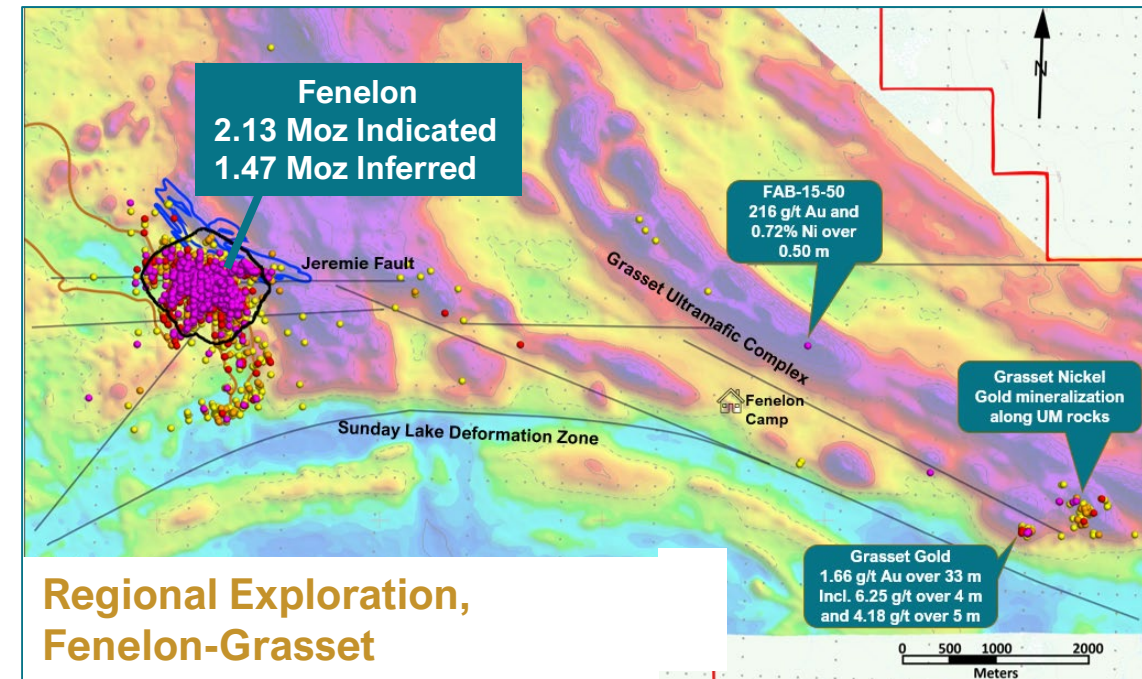 Fenelon
2.13 Moz Indicated
1.47 Moz Inferred
N
FAB-15-50
216 g/t Au and
0.72% Ni over
0.50 m
Jeremie Fault
Grasset Ultramafic Complex
Fenelon
Camp
Grasset Nickel
Gold mineralization
along UM rocks
Sunday Lake Deformation Zone
Grasset Gold
1.66 g/t Au over 33 m
Incl. 6.25 g/t over 4 m
and 4.18 g/t over 5 m
Regional Exploration,
Fenelon-Grasset
0 500 1000 2000
Meters